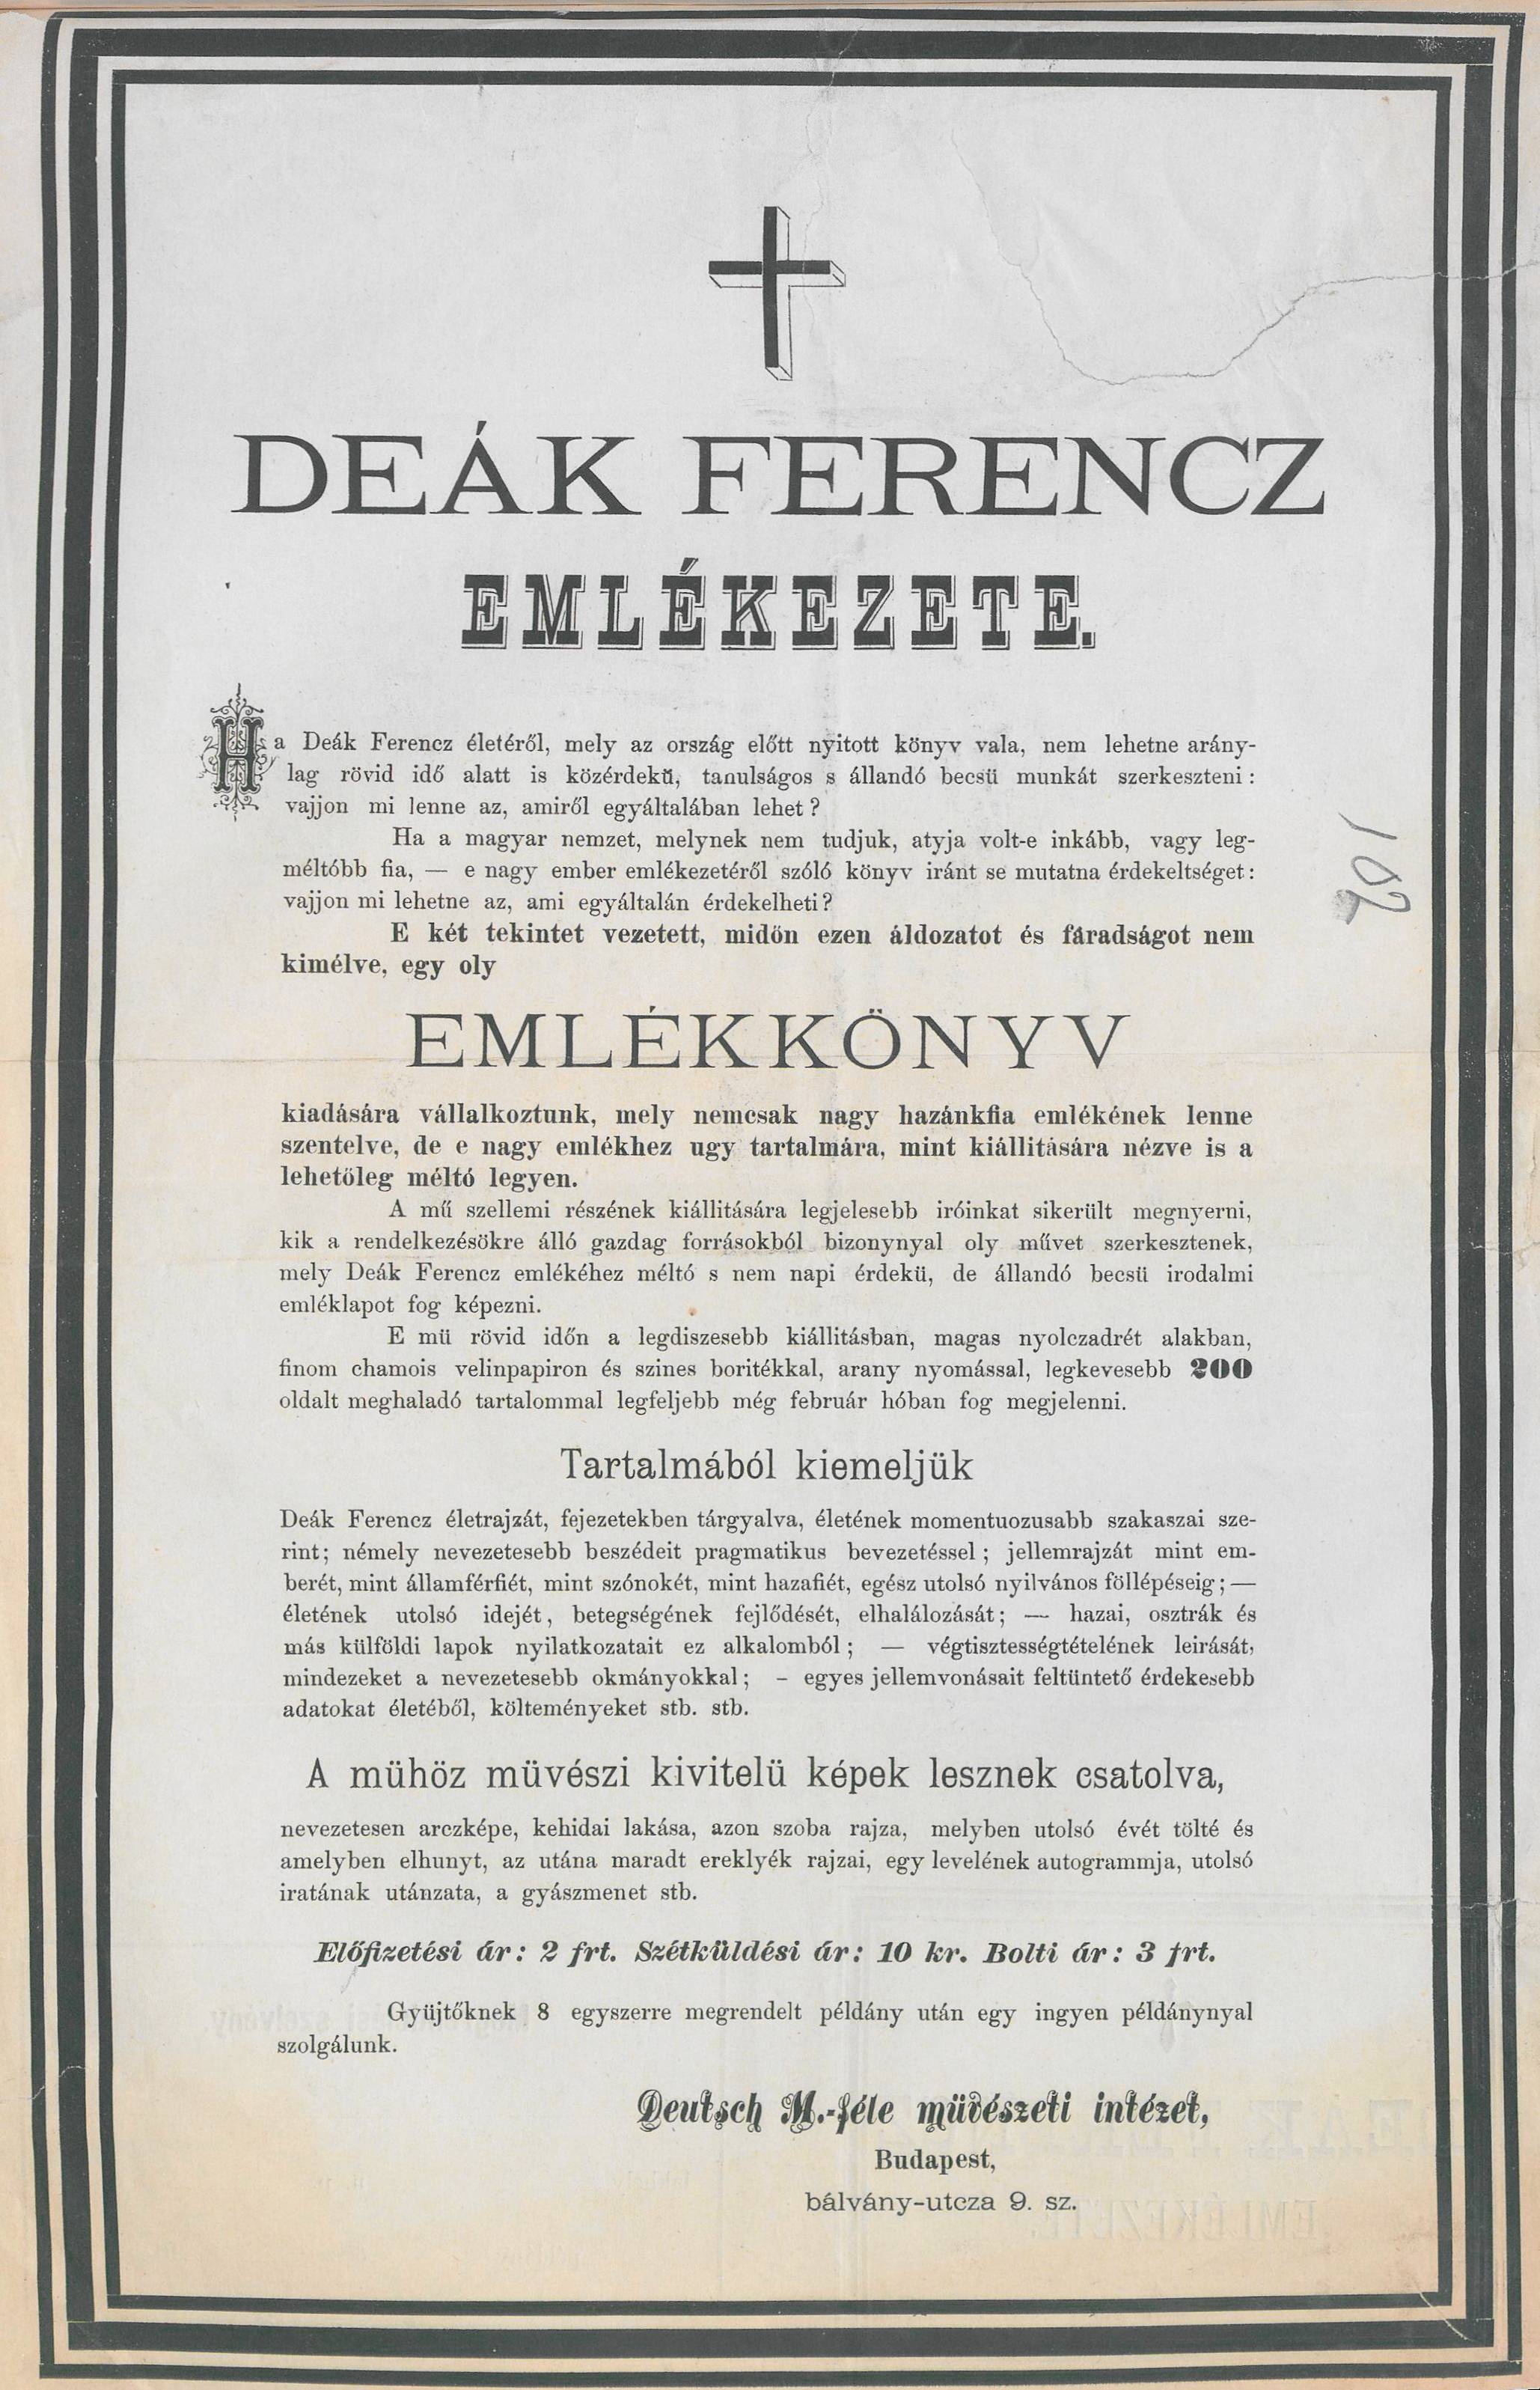 DEÁK FERENCZ
EMLÉKEZETE.
Ha Deák Ferencz életéről, mely az ország előtt nyitott könyv vala, nem lehetne arány-
lag rövid idő alatt is közérdekü, tanulságos s állandó becsü munkát szerkeszteni:
vajjon mi lenne az, amiről egyáltalában lehet?
Ha a magyar nemzet, melynek nem tudjuk, atyja volt-e inkább, vagy leg-
méltóbb fia, — e nagy ember emlékezetéről szóló könyv iránt se mutatna érdekeltséget:
vajjon mi lehetne az, ami egyáltalán érdekelheti?
E két tekintet vezetett, midőn ezen áldozatot és fáradságot nem
kimélve, egy oly
EMLÉKKÖNYV
kiadására vállalkoztunk, mely nemcsak nagy hazánkfia emlékének lenne
szentelve, de e nagy emlékhez ugy tartalmára, mint kiállitására nézve is a
lehetőleg méltó legyen.
A mű szellemi részének kiállitására legjelesebb iróinkat sikerült megnyerni,
kik a rendelkezésökre álló gazdag forrásokból bizonynyal oly művet szerkesztenek,
mely Deák Ferencz emlékéhez méltó s nem napi érdekü, de állandó becsü irodalmi
emléklapot fog képezni.
E mü rövid időn a legdiszesebb kiállitásban, magas nyolczadrét alakban,
finom chamois velinpapiron és szines boritékkal, arany nyomással, legkevesebb 200
oldalt meghaladó tartalommal legfeljebb még február hóban fog megjelenni.
Tartalmából kiemeljük
Deák Ferencz életrajzát, fejezetekben tárgyalva, életének momentuozusabb szakaszai sze-
rint; némely nevezetesebb beszédeit pragmatikus bevezetéssel; jellemrajzát mint em-
berét, mint államférfiét, mint szónokét, mint hazafiét, egész utolsó nyilvános föllépéseig; —
életének utolsó idejét, betegségének fejlődését, elhalálozását; — hazai, osztrák és
más külföldi lapok nyilatkozatait ez alkalomból; — végtisztességtételének leirását,
mindezeket a nevezetesebb okmányokkal; – egyes jellemvonásait feltüntető érdekesebb
adatokat életéből, költeményeket stb. stb.
A mühöz müvészi kivitelü képek lesznek csatolva,
nevezetesen arczképe, kehidai lakása, azon szoba rajza, melyben utolsó évét tölté és
amelyben elhunyt, az utána maradt ereklyék rajzai, egy levelének autogrammja, utolsó
iratának utánzata, a gyászmenet stb.
Előfizetési ár: 2 frt. Szétküldési ár: 10 kr. Bolti ár: 3 frt.
Gyüjtőknek 8 egyszerre megrendelt példány után egy ingyen példánynyal
szolgálunk.
Deutsch M.-féle müvészeti intézet,
Budapest,
bálvány-utcza 9. sz.
102